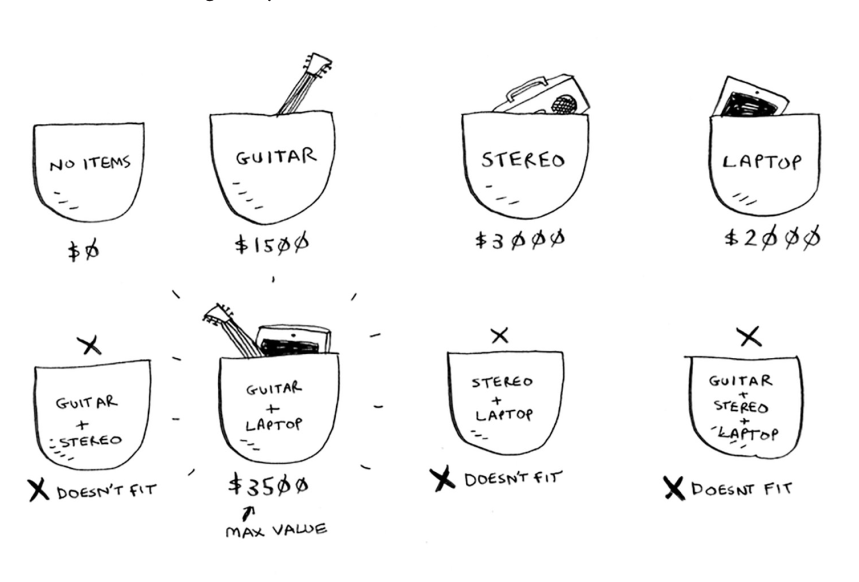 NO ITEMS
$0
GUITAR
$1500
STEREO
$3000
LAPTOP
$2000
X
GUITAR
+
STEREO
X DOESN'T FIT
GUITAR
+
LAPTOP
$3500
MAX VALUE
X
STEREO
+
LAPTOP
X DOESN'T FIT
X
GUITAR
+
STEREO
+
LAPTOP
X DOESNT FIT